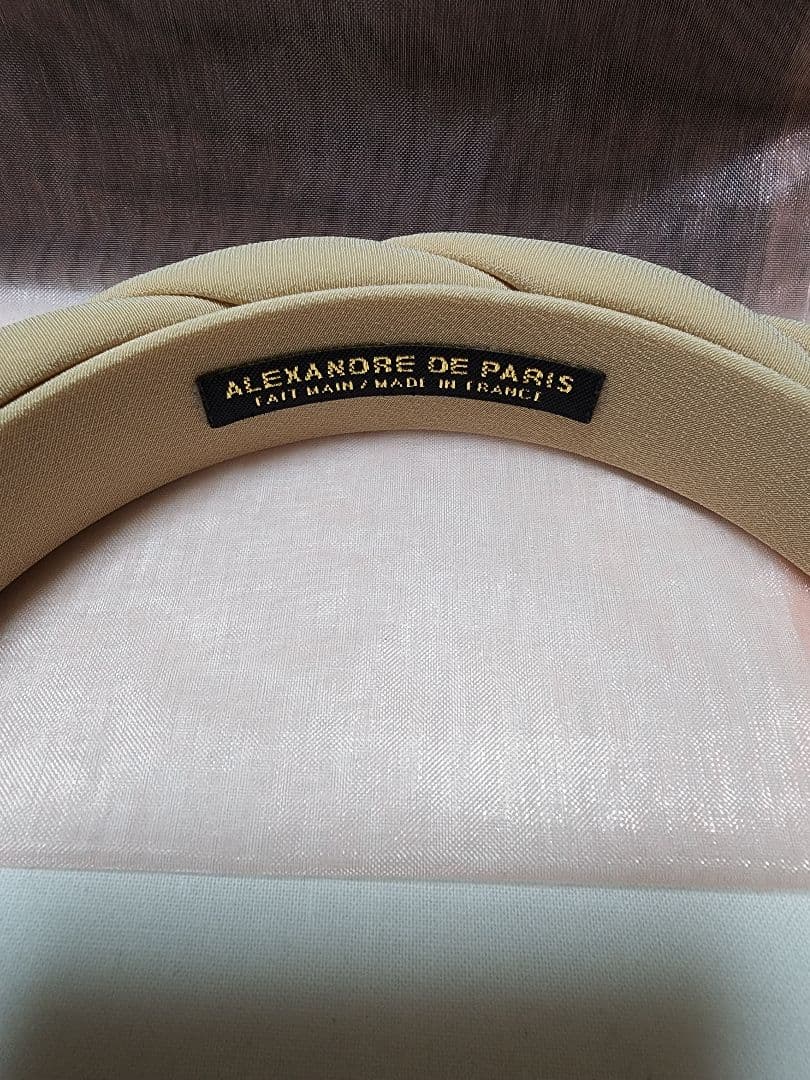 ALEXANDRE DE PARIS
FAIT MAIN / MADE IN FRANCE